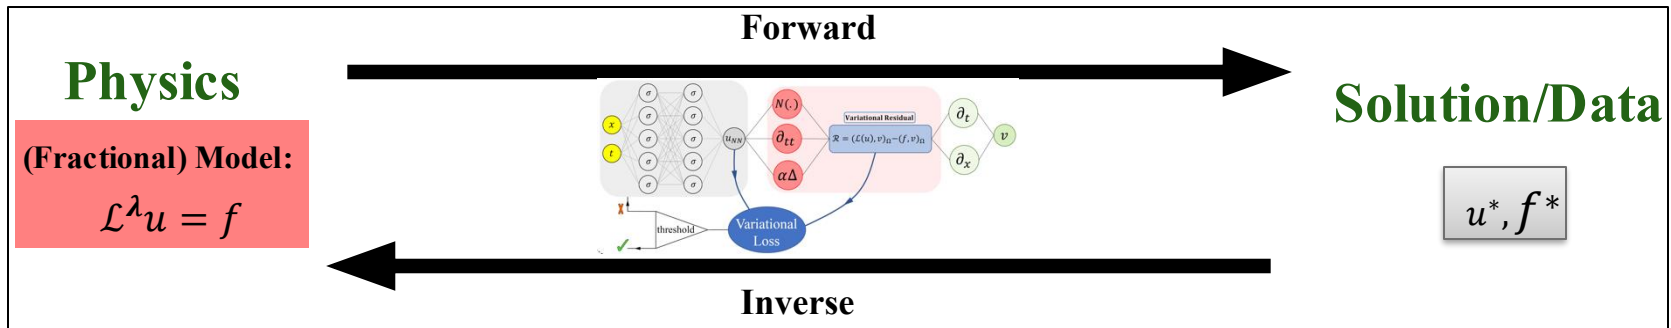 Forward
Physics
(Fractional) Model:
ℒ^λ u = f
x
t
σ σ
σ σ
σ σ
σ σ
σ σ
u_NN
N(.)
∂_tt
αΔ
Variational Residual
ℛ = (ℒ(u), v)_Ω−(f, v)_Ω
∂_t
∂_x
v
threshold
Variational
Loss
Solution/Data
u*, f*
Inverse